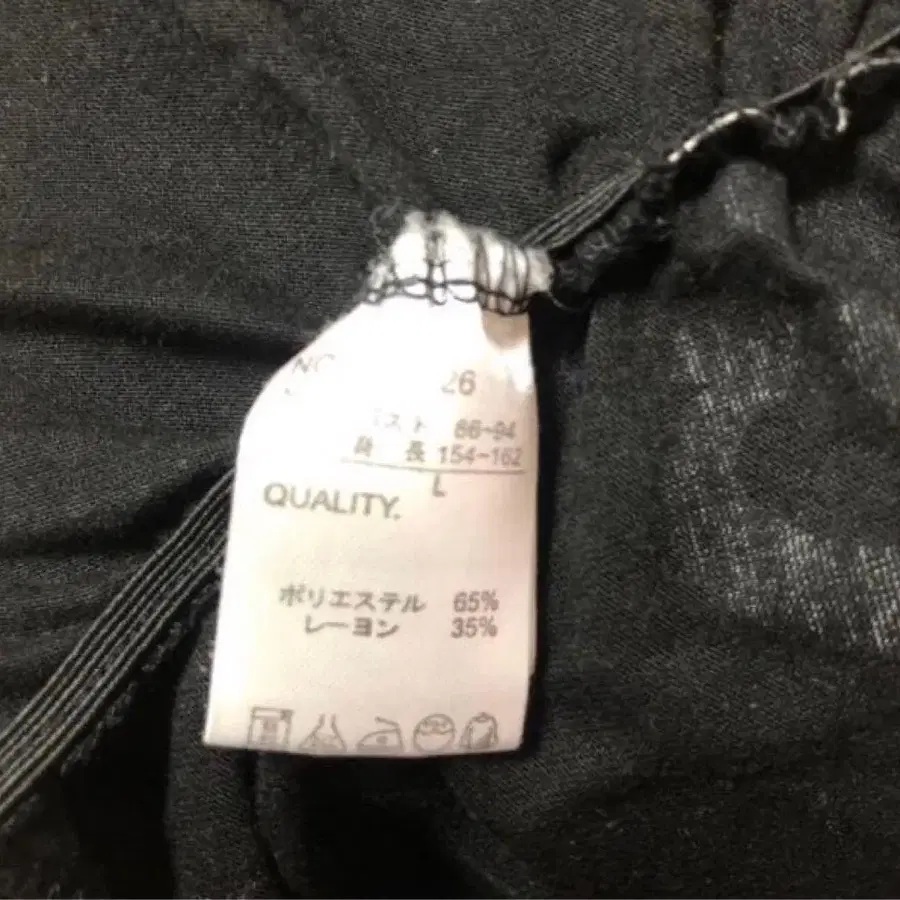 NO 26
スト 86-94
身 長 154-162
L
QUALITY.
ポリエステル 65%
レーヨン 35%